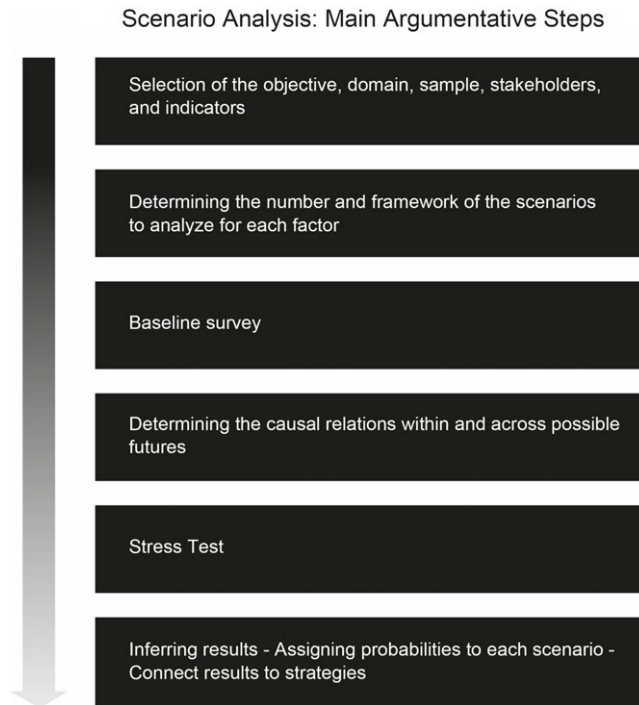 Scenario Analysis: Main Argumentative Steps
Selection of the objective, domain, sample, stakeholders,
and indicators
Determining the number and framework of the scenarios
to analyze for each factor
Baseline survey
Determining the causal relations within and across possible
futures
Stress Test
Inferring results - Assigning probabilities to each scenario -
Connect results to strategies